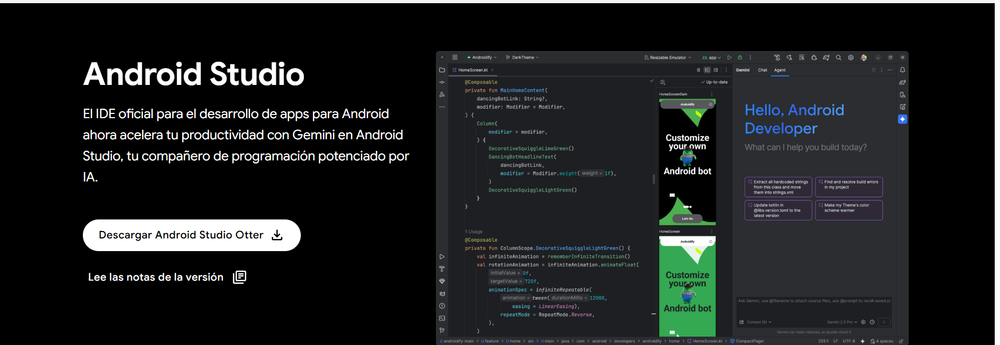 Android Studio
El IDE oficial para el desarrollo de apps para Android
ahora acelera tu productividad con Gemini en Android
Studio, tu compañero de programación potenciado por
IA.
Descargar Android Studio Otter
Lee las notas de la versión
Androidify
DarkTheme
Resizable Emulator
app
HomeScreen.kt
@Composable
private fun MainHomeContent(
dancingBotLink: String?,
modifier: Modifier = Modifier,
) {
Column(
modifier = modifier,
) {
DecorativeSquiggleLimeGreen()
DancingBotHeadlineText(
dancingBotLink,
modifier = Modifier.weight( weight = 1f),
)
DecorativeSquiggleLightGreen()
}
}
1 Usage
@Composable
private fun ColumnScope.DecorativeSquiggleLightGreen() {
val infiniteAnimation = rememberInfiniteTransition()
val rotationAnimation = infiniteAnimation.animateFloat(
initialValue = 0f,
targetValue = 720f,
animationSpec = infiniteRepeatable(
animation = tween( durationMillis = 12000,
easing = LinearEasing),
repeatMode = RepeatMode.Reverse,
),
)
Up-to-date
HomeScreenDark
Androidify
Customize
your own
Android bot
Let's Go
HomeScreen
Androidify
Customize
your own
Android bot
Gemini
Chat
Agent
Hello, Android
Developer
What can I help you build today?
Extract all hardcoded strings
from this class and move
them into strings.xml
Find and resolve build errors
in my project
Update kotlin in
@libs.version.toml to the
latest version
Make my Theme's color
scheme warmer
Ask Gemini, use @filename to attach source files, use @prompt to recall saved pr
Context (6)
Gemini 2.5 Pro
Gemini can make mistakes, so double-check it
androidify-main > feature > home > src > main > java > com > android > developers > androidify > home > HomeScreen.kt > CompactPager
255:1 LF UTF-8 4 spaces